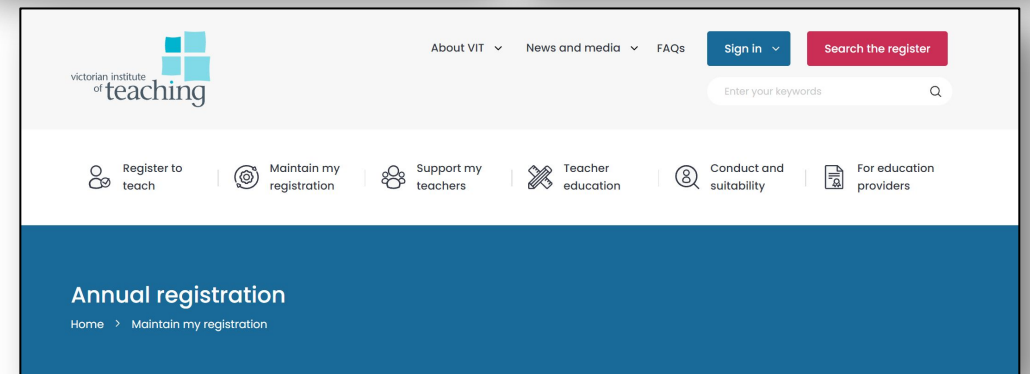 About VIT News and media FAQs Sign in Search the register
victorian institute
of teaching
Enter your keywords
Register to
teach
Maintain my
registration
Support my
teachers
Teacher
education
Conduct and
suitability
For education
providers
Annual registration
Home > Maintain my registration